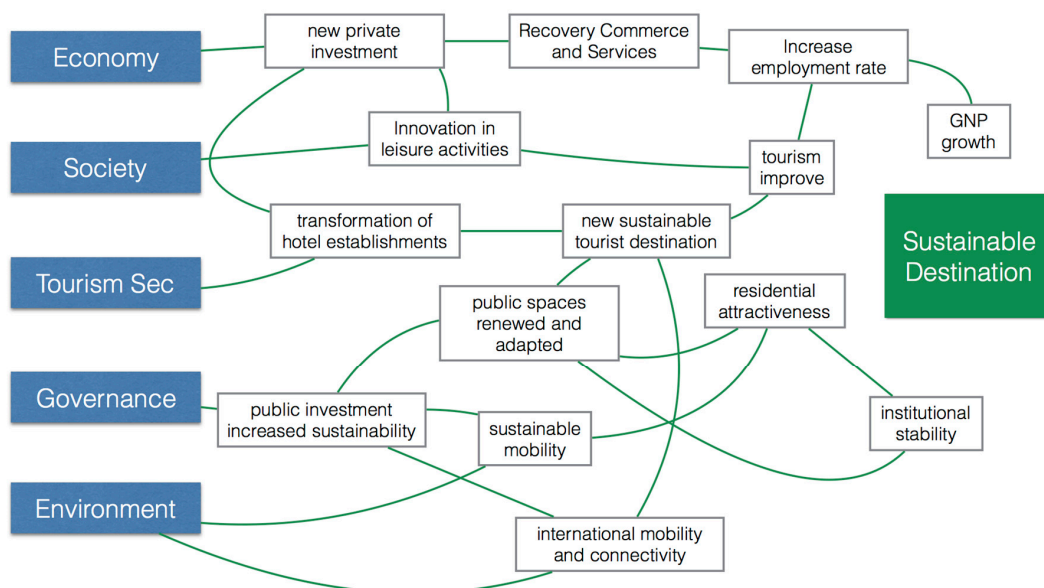 Economy
new private
investment
Recovery Commerce
and Services
Increase
employment rate
GNP
growth
Society
Innovation in
leisure activities
tourism
improve
transformation of
hotel establishments
new sustainable
tourist destination
Sustainable
Destination
Tourism Sec
public spaces
renewed and
adapted
residential
attractiveness
Governance
public investment
increased sustainability
sustainable
mobility
institutional
stability
Environment
international mobility
and connectivity